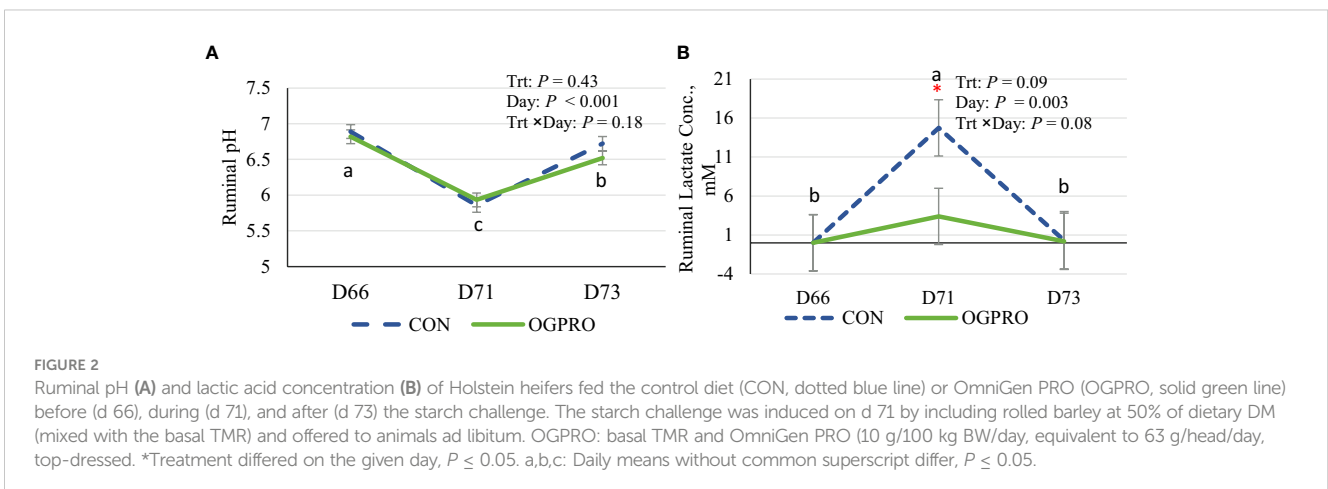 A
Ruminal pH
7.5
7
6.5
6
5.5
5
Trt: P = 0.43
Day: P < 0.001
Trt ×Day: P = 0.18
a
c
b
D66
D71
D73
CON
OGPRO
B
Ruminal Lactate Conc.,
mM
21
16
11
6
1
-4
a
*
Trt: P = 0.09
Day: P = 0.003
Trt ×Day: P = 0.08
b
b
D66
D71
D73
CON
OGPRO
FIGURE 2
Ruminal pH (A) and lactic acid concentration (B) of Holstein heifers fed the control diet (CON, dotted blue line) or OmniGen PRO (OGPRO, solid green line)
before (d 66), during (d 71), and after (d 73) the starch challenge. The starch challenge was induced on d 71 by including rolled barley at 50% of dietary DM
(mixed with the basal TMR) and offered to animals ad libitum. OGPRO: basal TMR and OmniGen PRO (10 g/100 kg BW/day, equivalent to 63 g/head/day,
top-dressed. *Treatment differed on the given day, P ≤ 0.05. a,b,c: Daily means without common superscript differ, P ≤ 0.05.